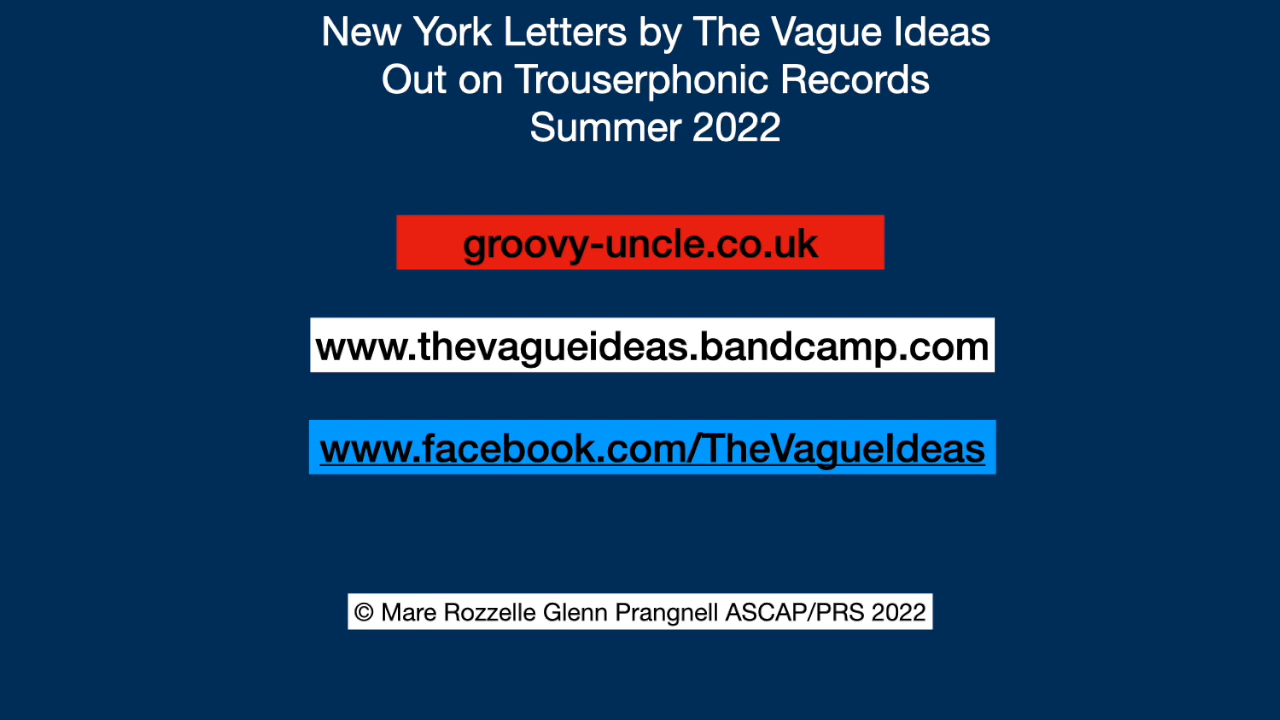 New York Letters by The Vague Ideas
Out on Trouserphonic Records
Summer 2022
groovy-uncle.co.uk
www.thevagueideas.bandcamp.com
www.facebook.com/TheVagueIdeas
© Mare Rozzelle Glenn Prangnell ASCAP/PRS 2022